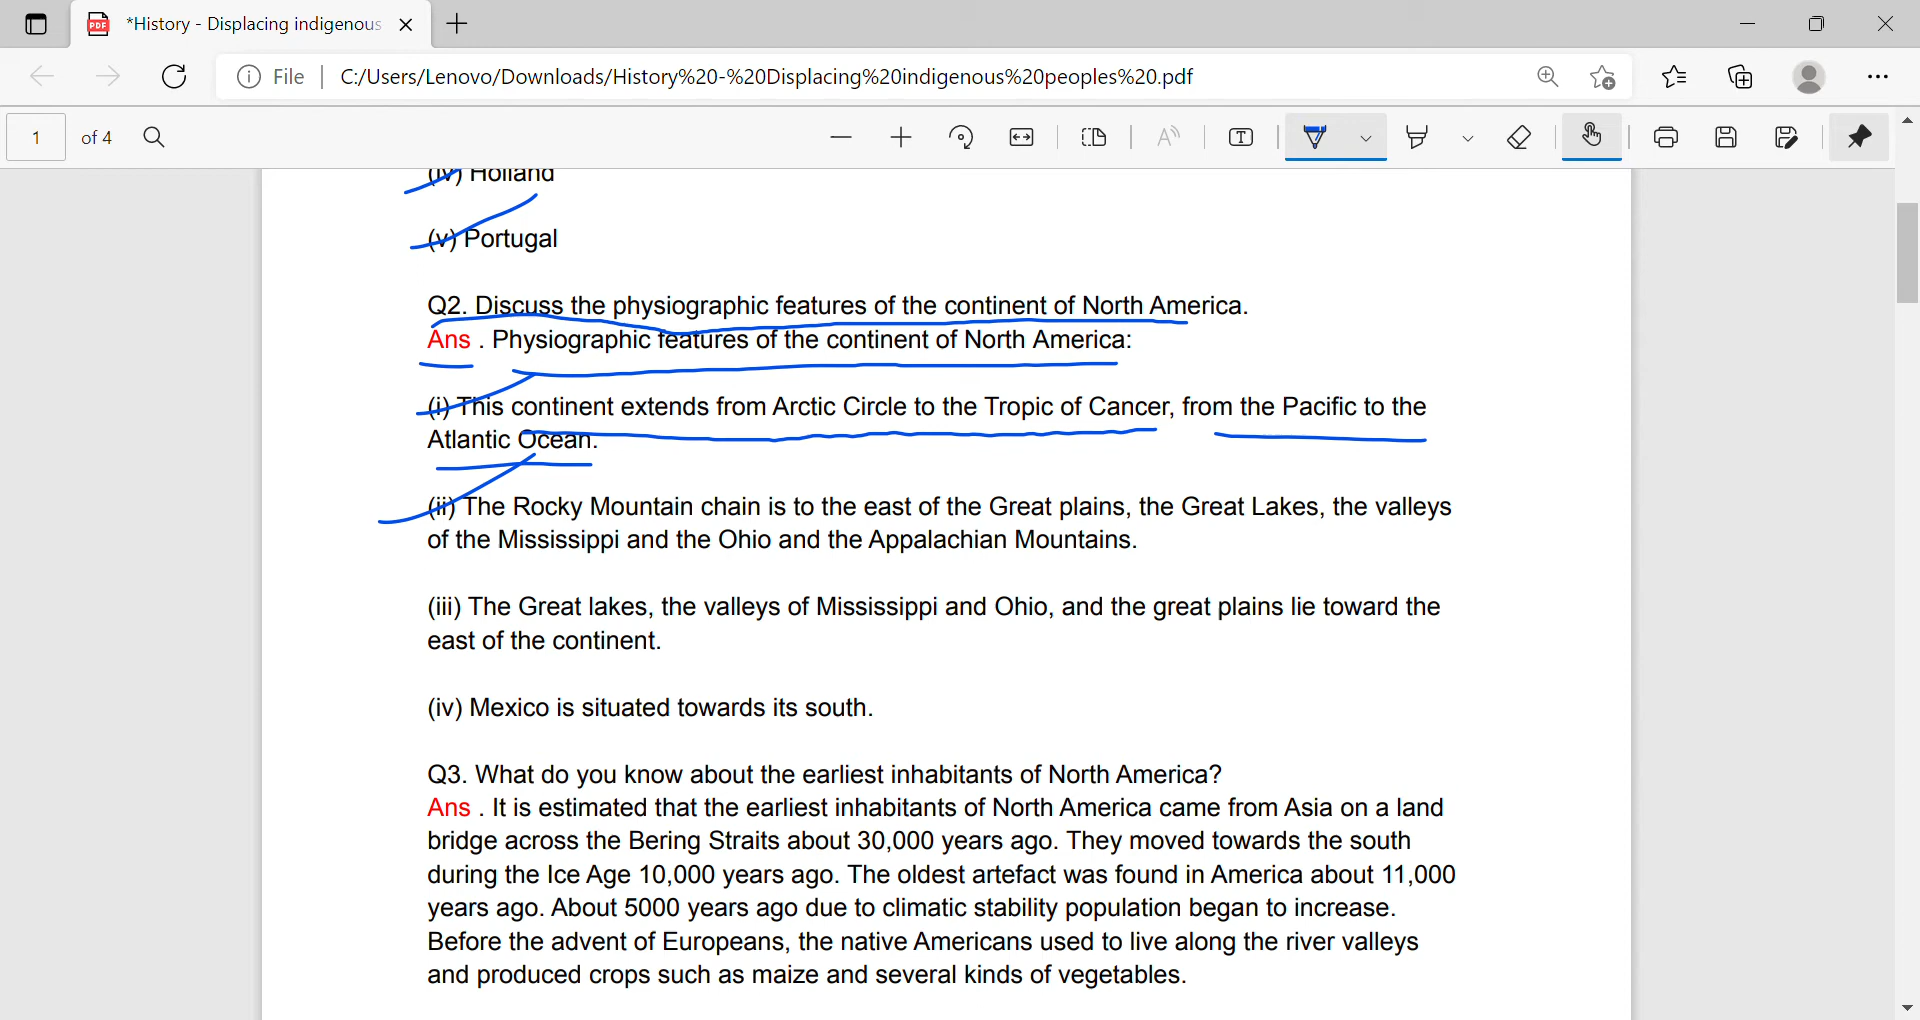 *History - Displacing indigenous
File
C:/Users/Lenovo/Downloads/History%20-%20Displacing%20indigenous%20peoples%20.pdf
1 of 4
(iv) Holland
(v) Portugal
Q2. Discuss the physiographic features of the continent of North America.
Ans . Physiographic features of the continent of North America:
(i) This continent extends from Arctic Circle to the Tropic of Cancer, from the Pacific to the
Atlantic Ocean.
(ii) The Rocky Mountain chain is to the east of the Great plains, the Great Lakes, the valleys
of the Mississippi and the Ohio and the Appalachian Mountains.
(iii) The Great lakes, the valleys of Mississippi and Ohio, and the great plains lie toward the
east of the continent.
(iv) Mexico is situated towards its south.
Q3. What do you know about the earliest inhabitants of North America?
Ans . It is estimated that the earliest inhabitants of North America came from Asia on a land
bridge across the Bering Straits about 30,000 years ago. They moved towards the south
during the Ice Age 10,000 years ago. The oldest artefact was found in America about 11,000
years ago. About 5000 years ago due to climatic stability population began to increase.
Before the advent of Europeans, the native Americans used to live along the river valleys
and produced crops such as maize and several kinds of vegetables.